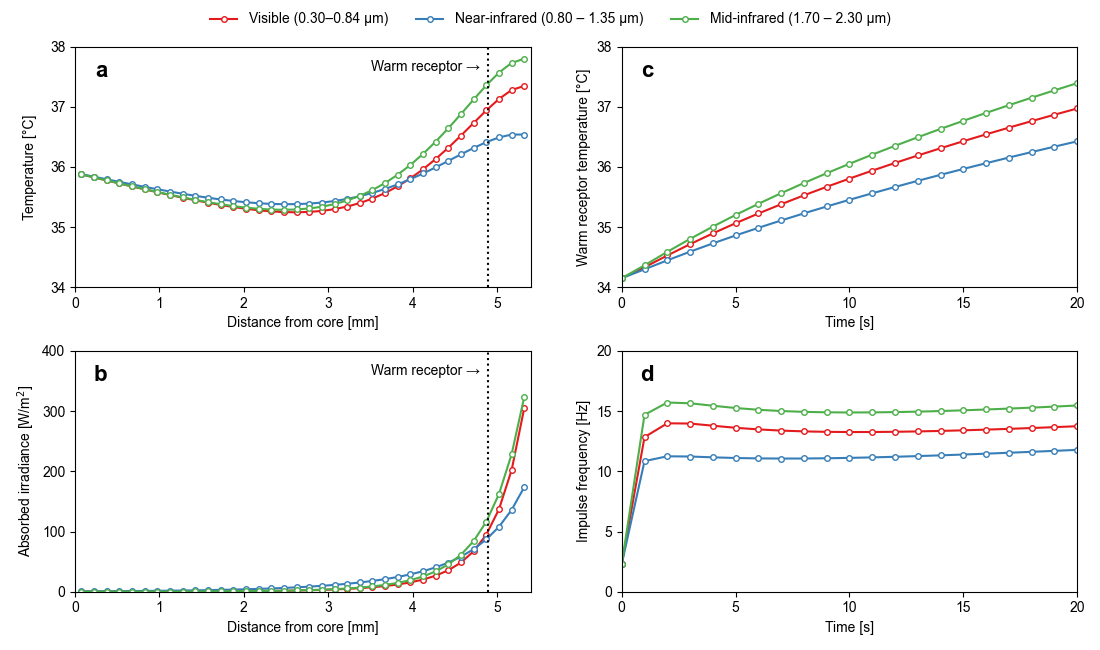 Visible (0.30–0.84 μm) Near-infrared (0.80 – 1.35 μm) Mid-infrared (1.70 – 2.30 μm)
a
Warm receptor →
Temperature [°C]
38
37
36
35
34
0 1 2 3 4 5
Distance from core [mm]
c
Warm receptor temperature [°C]
38
37
36
35
34
0 5 10 15 20
Time [s]
b
Warm receptor →
Absorbed irradiance [W/m²]
400
300
200
100
0
0 1 2 3 4 5
Distance from core [mm]
d
Impulse frequency [Hz]
20
15
10
5
0
0 5 10 15 20
Time [s]